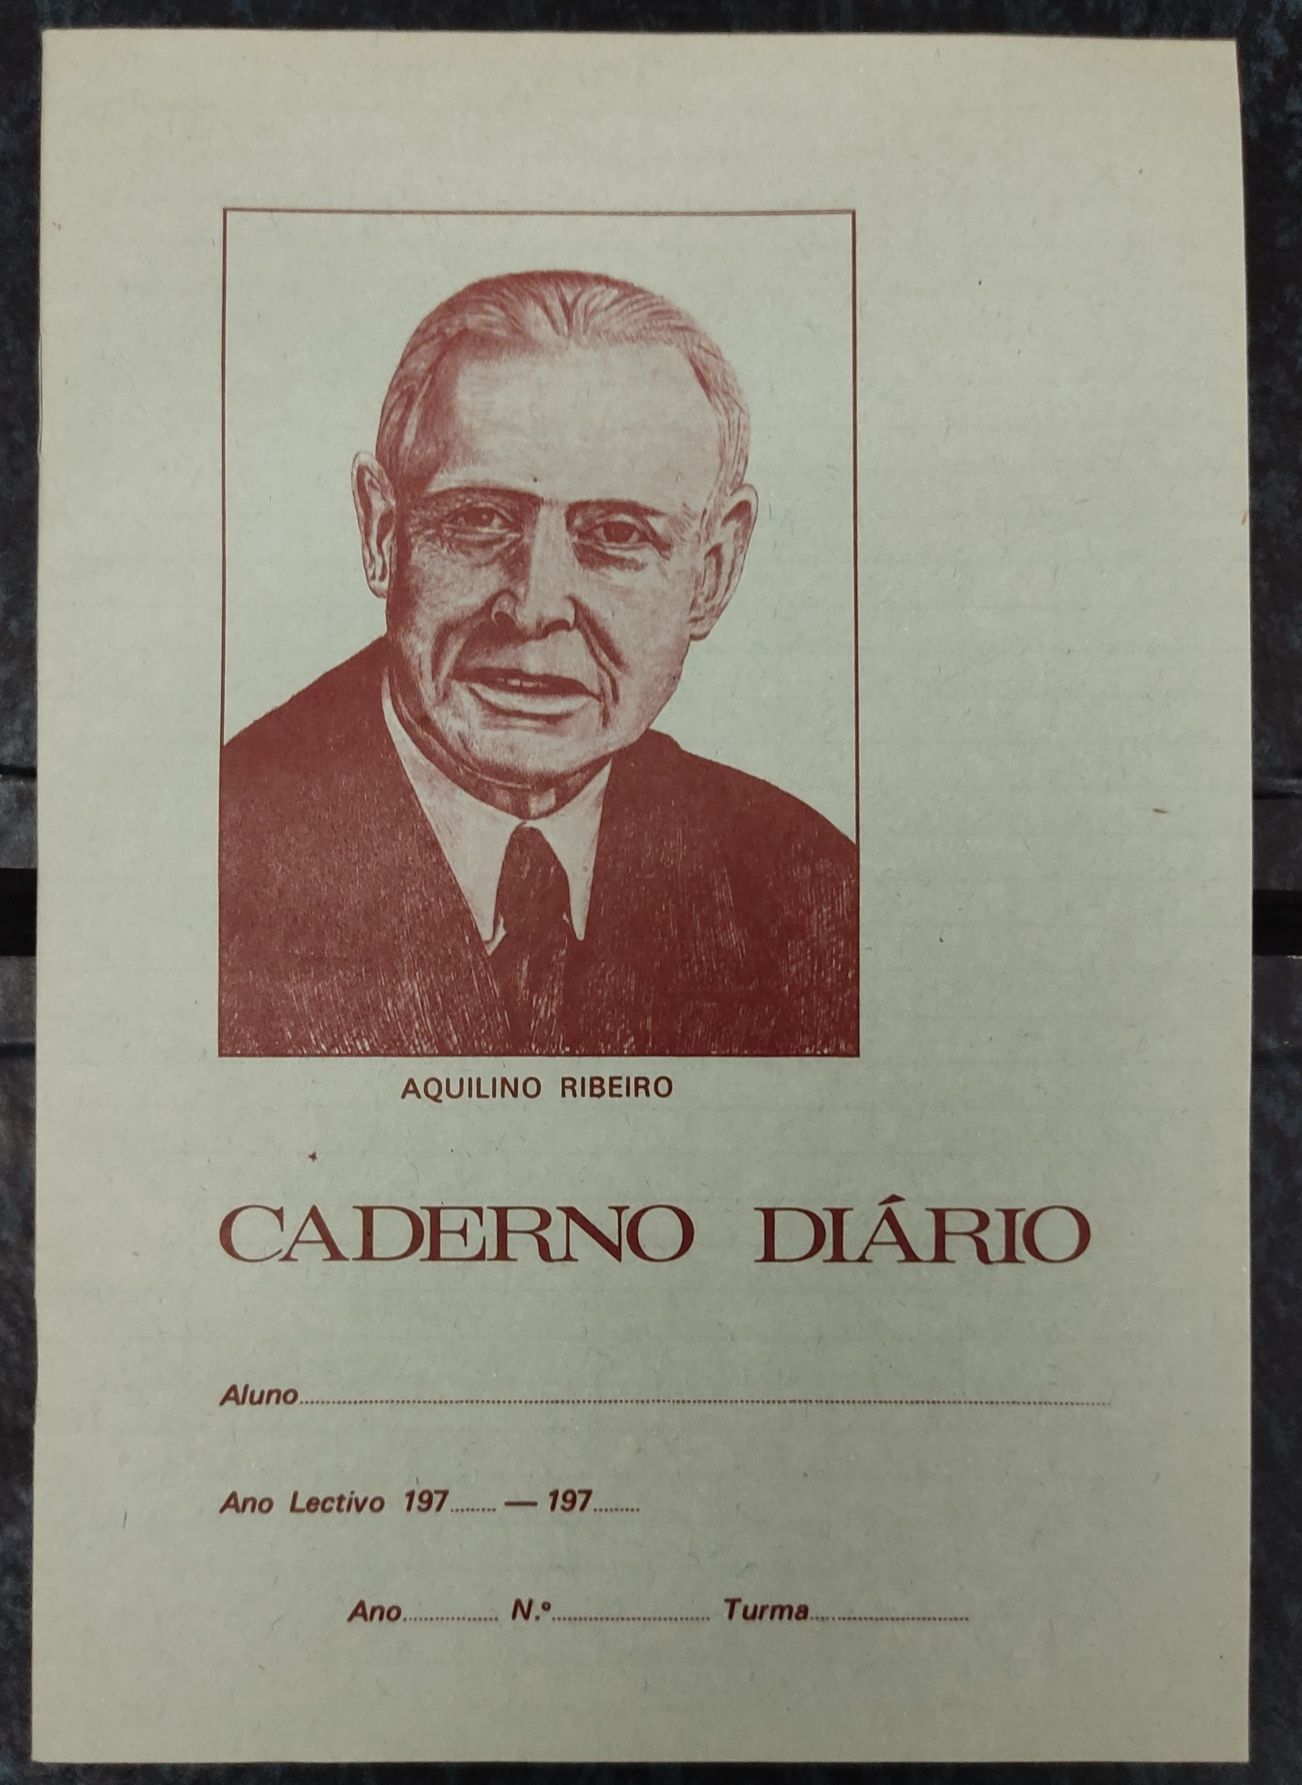 AQUILINO RIBEIRO
CADERNO DIÁRIO
Aluno
Ano Lectivo 197........ — 197........
Ano................ N.º........................... Turma...........................